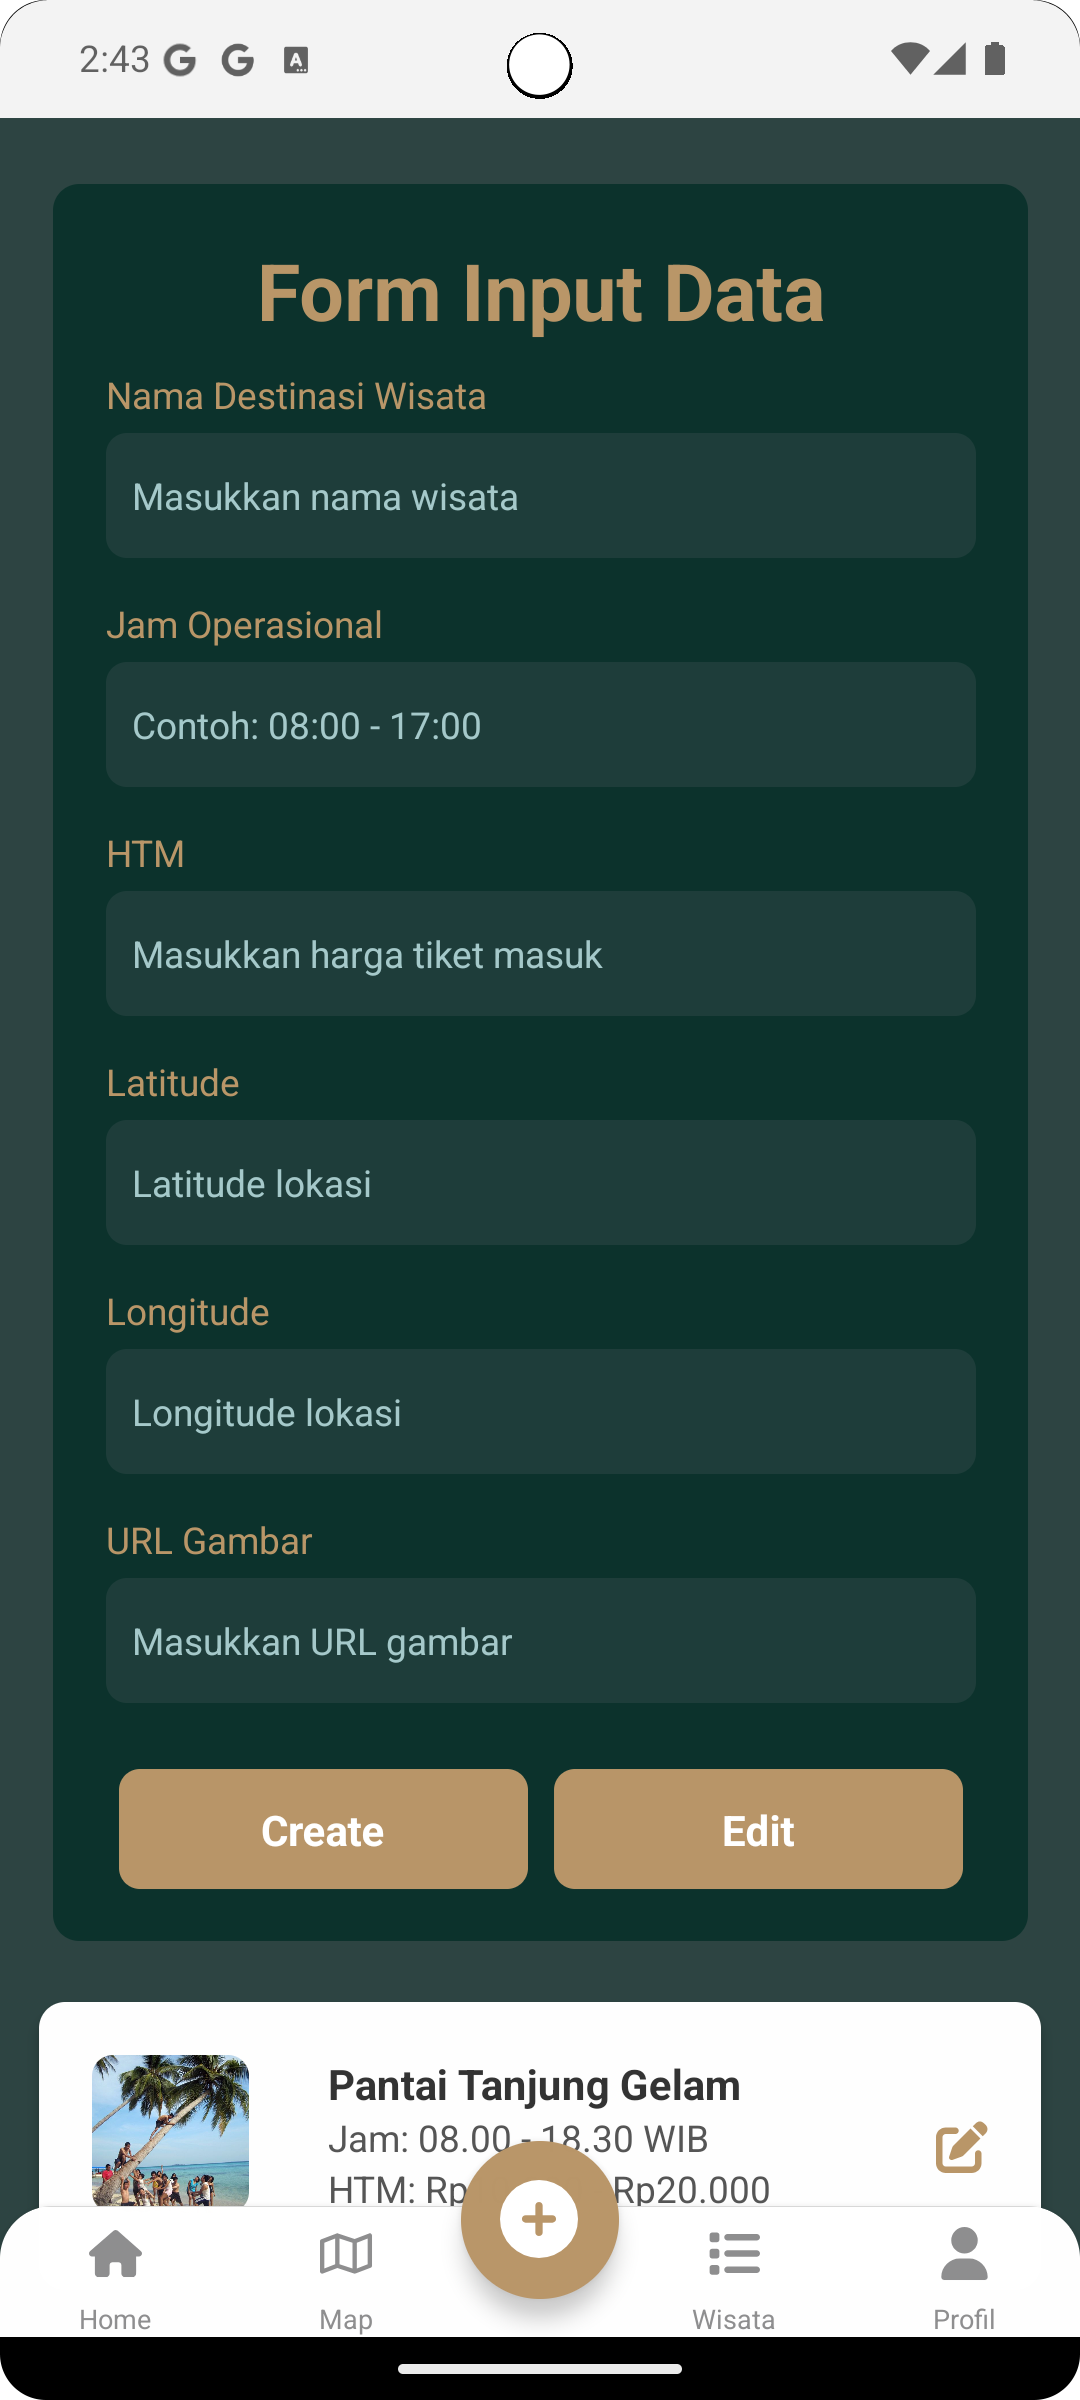 2:43
Form Input Data
Nama Destinasi Wisata
Masukkan nama wisata
Jam Operasional
Contoh: 08:00 - 17:00
HTM
Masukkan harga tiket masuk
Latitude
Latitude lokasi
Longitude
Longitude lokasi
URL Gambar
Masukkan URL gambar
Create Edit
Pantai Tanjung Gelam
Jam: 08.00 - 18.30 WIB
HTM: Rp Rp20.000
Home Map Wisata Profil